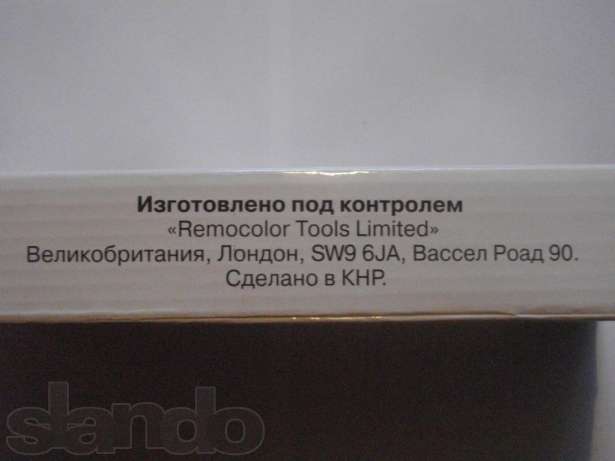 Изготовлено под контролем
«Remocolor Tools Limited»
Великобритания, Лондон, SW9 6JA, Вассел Роад 90.
Сделано в КНР.
slando